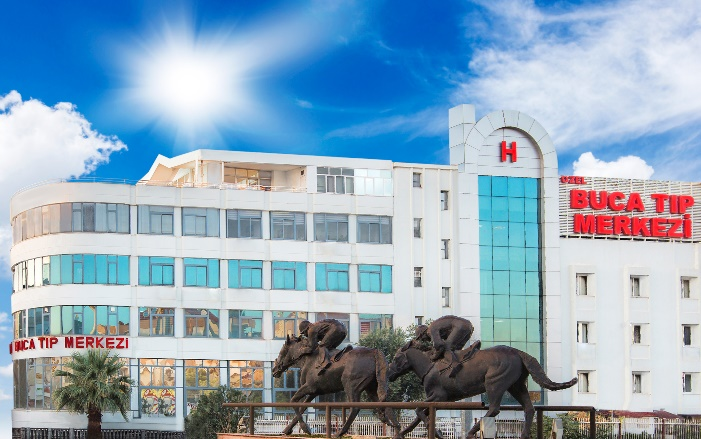 H
ÖZEL
BUCA TIP
MERKEZİ
BUCA TIP MERKEZI